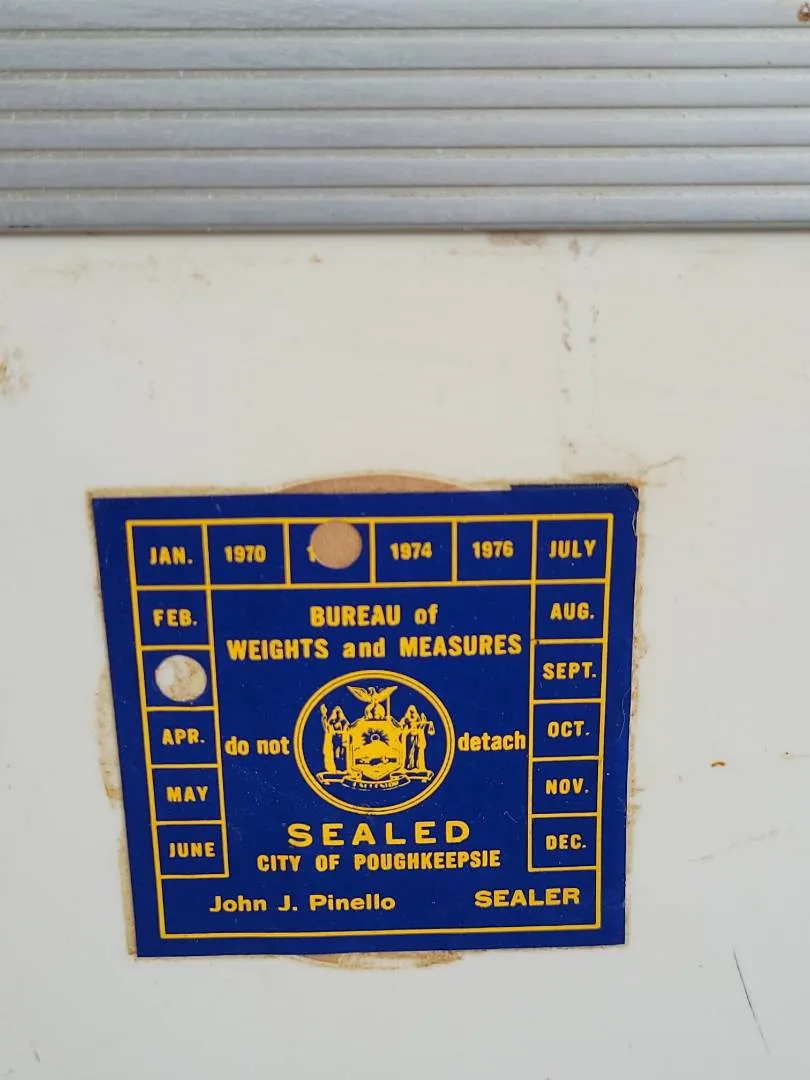 JAN. 1970 1974 1976 JULY
FEB. AUG.
BUREAU of
WEIGHTS and MEASURES
SEPT.
APR. OCT.
do not detach
MAY NOV.
JUNE DEC.
SEALED
CITY OF POUGHKEEPSIE
John J. Pinello SEALER